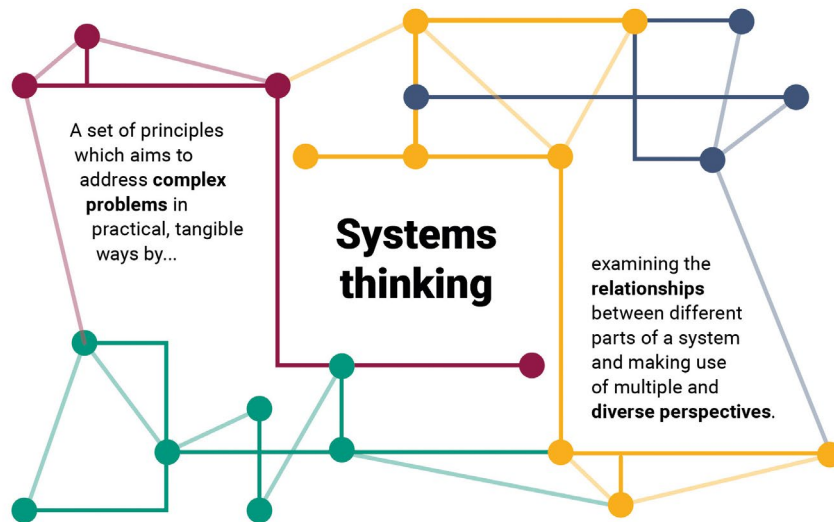 A set of principles
which aims to
address complex
problems in
practical, tangible
ways by...
Systems
thinking
examining the
relationships
between different
parts of a system
and making use
of multiple and
diverse perspectives.